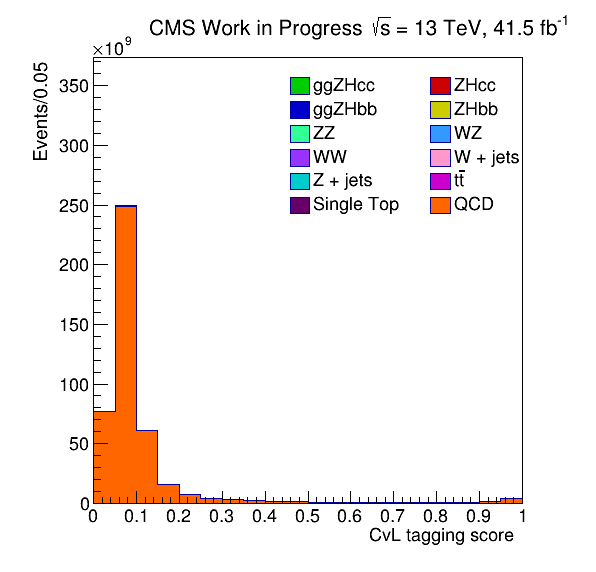 CMS Work in Progress √s = 13 TeV, 41.5 fb⁻¹
×10⁹
Events/0.05
350
300
250
200
150
100
50
0
ggZHcc ZHcc
ggZHbb ZHbb
ZZ WZ
WW W + jets
Z + jets tt̄
Single Top QCD
0 0.1 0.2 0.3 0.4 0.5 0.6 0.7 0.8 0.9 1
CvL tagging score